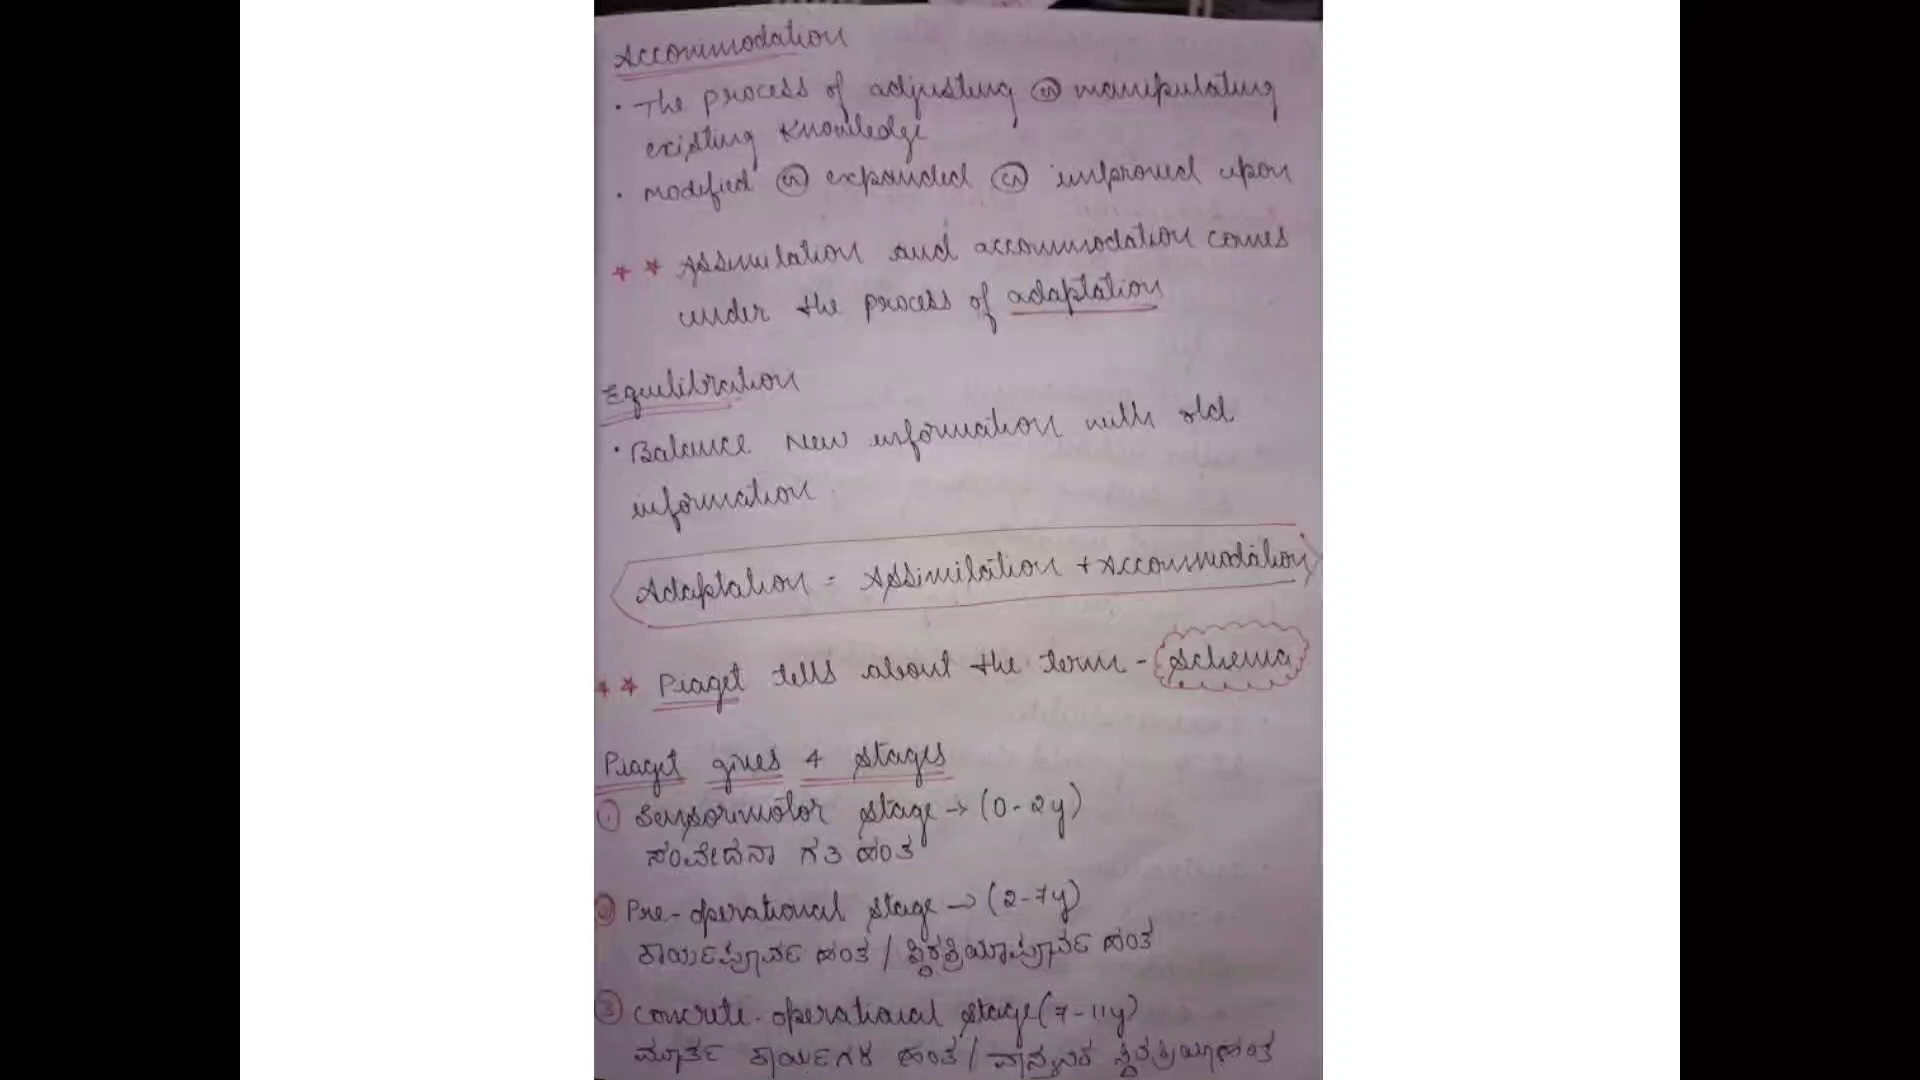 Accommodation
· The process of adjusting (or) manipulating
existing Knowledge
· modified (or) expanded (or) improved upon
** Assimilation and accommodation comes
under the process of adaptation
Equilibration
· Balance New information with old
information
Adaptation = Assimilation + Accommodation
** Piaget tells about the term - Schema
Piaget gives 4 stages
① Sensorimotor stage → (0-2y)
ಸಂವೇದನಾ ಗತಿ ಹಂತ
② Pre-operational stage → (2-7y)
ಕಾರ್ಯಪೂರ್ವ ಹಂತ /
ಹಂತ
③ Concrete-operational stage (7-11y)
ಮೂರ್ತ ಕಾರ್ಯಗಳ ಹಂತ /